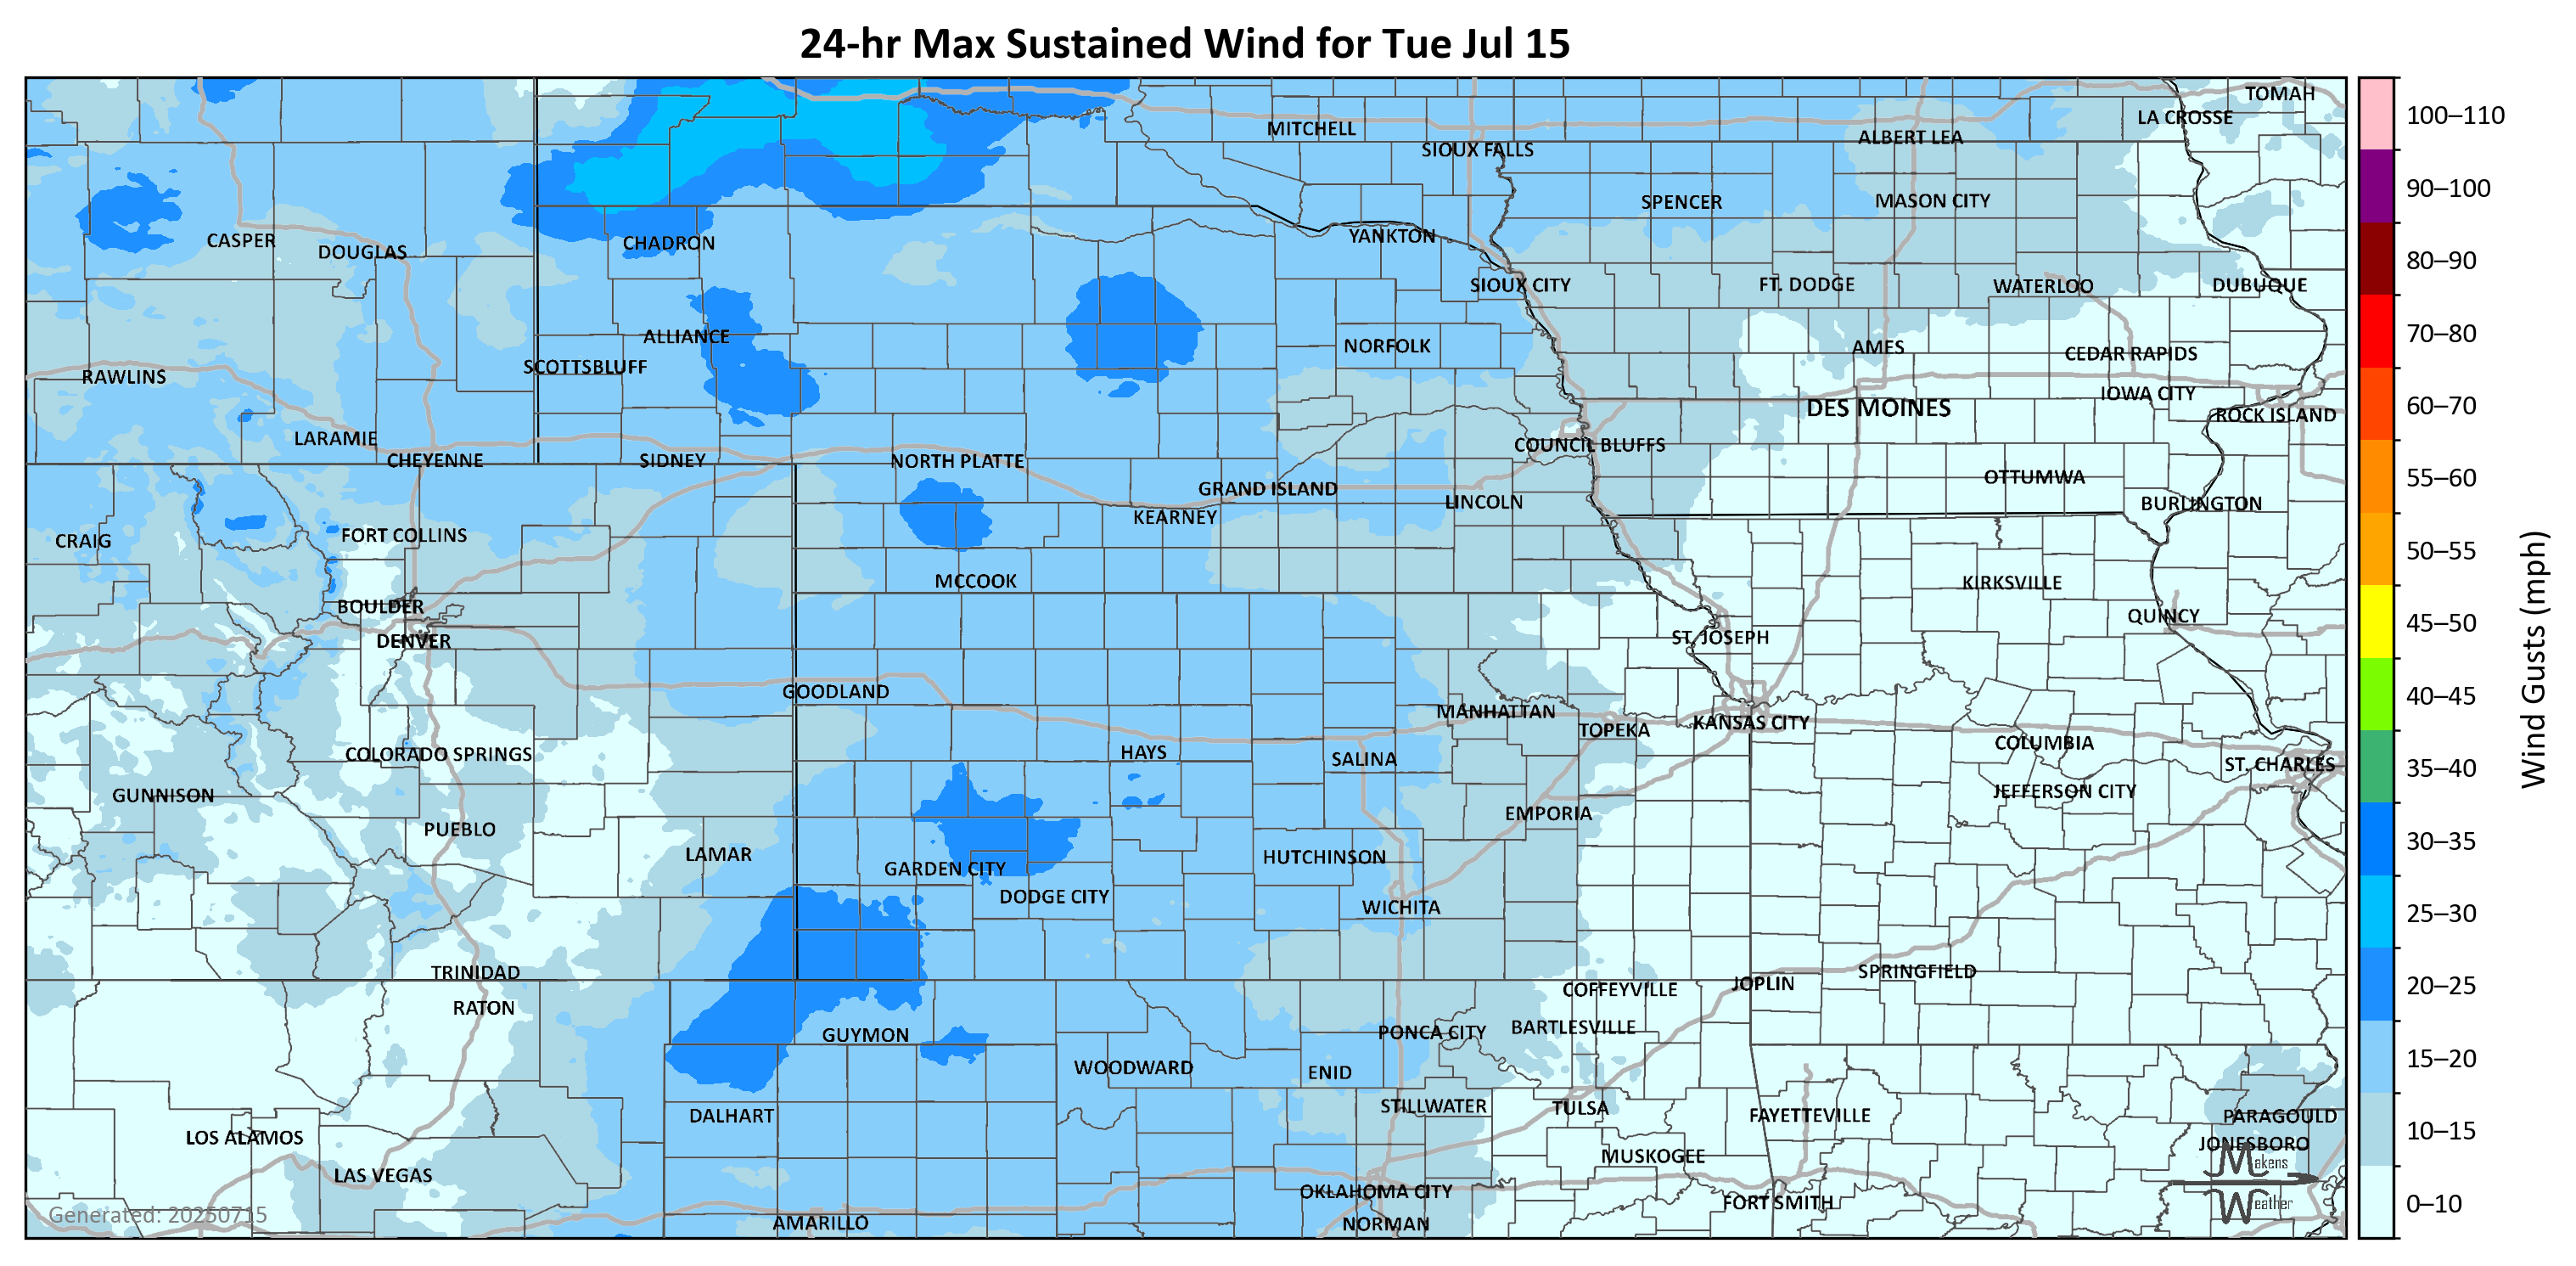 24-hr Max Sustained Wind for Tue Jul 15
TOMAH
LA CROSSE
MITCHELL
ALBERT LEA
SIOUX FALLS
SPENCER
MASON CITY
CASPER
CHADRON
YANKTON
DOUGLAS
SIOUX CITY
FT. DODGE
WATERLOO
DUBUQUE
ALLIANCE
NORFOLK
AMES
CEDAR RAPIDS
SCOTTSBLUFF
RAWLINS
IOWA CITY
DES MOINES
ROCK ISLAND
LARAMIE
COUNCIL BLUFFS
CHEYENNE
SIDNEY
NORTH PLATTE
OTTUMWA
GRAND ISLAND
LINCOLN
BURLINGTON
KEARNEY
CRAIG
FORT COLLINS
MCCOOK
KIRKSVILLE
BOULDER
QUINCY
DENVER
ST. JOSEPH
GOODLAND
MANHATTAN
TOPEKA
KANSAS CITY
COLUMBIA
COLORADO SPRINGS
HAYS
SALINA
ST. CHARLES
GUNNISON
JEFFERSON CITY
EMPORIA
PUEBLO
LAMAR
HUTCHINSON
GARDEN CITY
DODGE CITY
WICHITA
TRINIDAD
SPRINGFIELD
JOPLIN
COFFEYVILLE
RATON
BARTLESVILLE
PONCA CITY
GUYMON
WOODWARD
ENID
STILLWATER
TULSA
DALHART
FAYETTEVILLE
PARAGOULD
LOS ALAMOS
JONESBORO
MUSKOGEE
LAS VEGAS
OKLAHOMA CITY
FORT SMITH
AMARILLO
NORMAN
Generated: 20250715
Makens
Weather
100–110
90–100
80–90
70–80
60–70
55–60
50–55
45–50
40–45
35–40
30–35
25–30
20–25
15–20
10–15
0–10
Wind Gusts (mph)